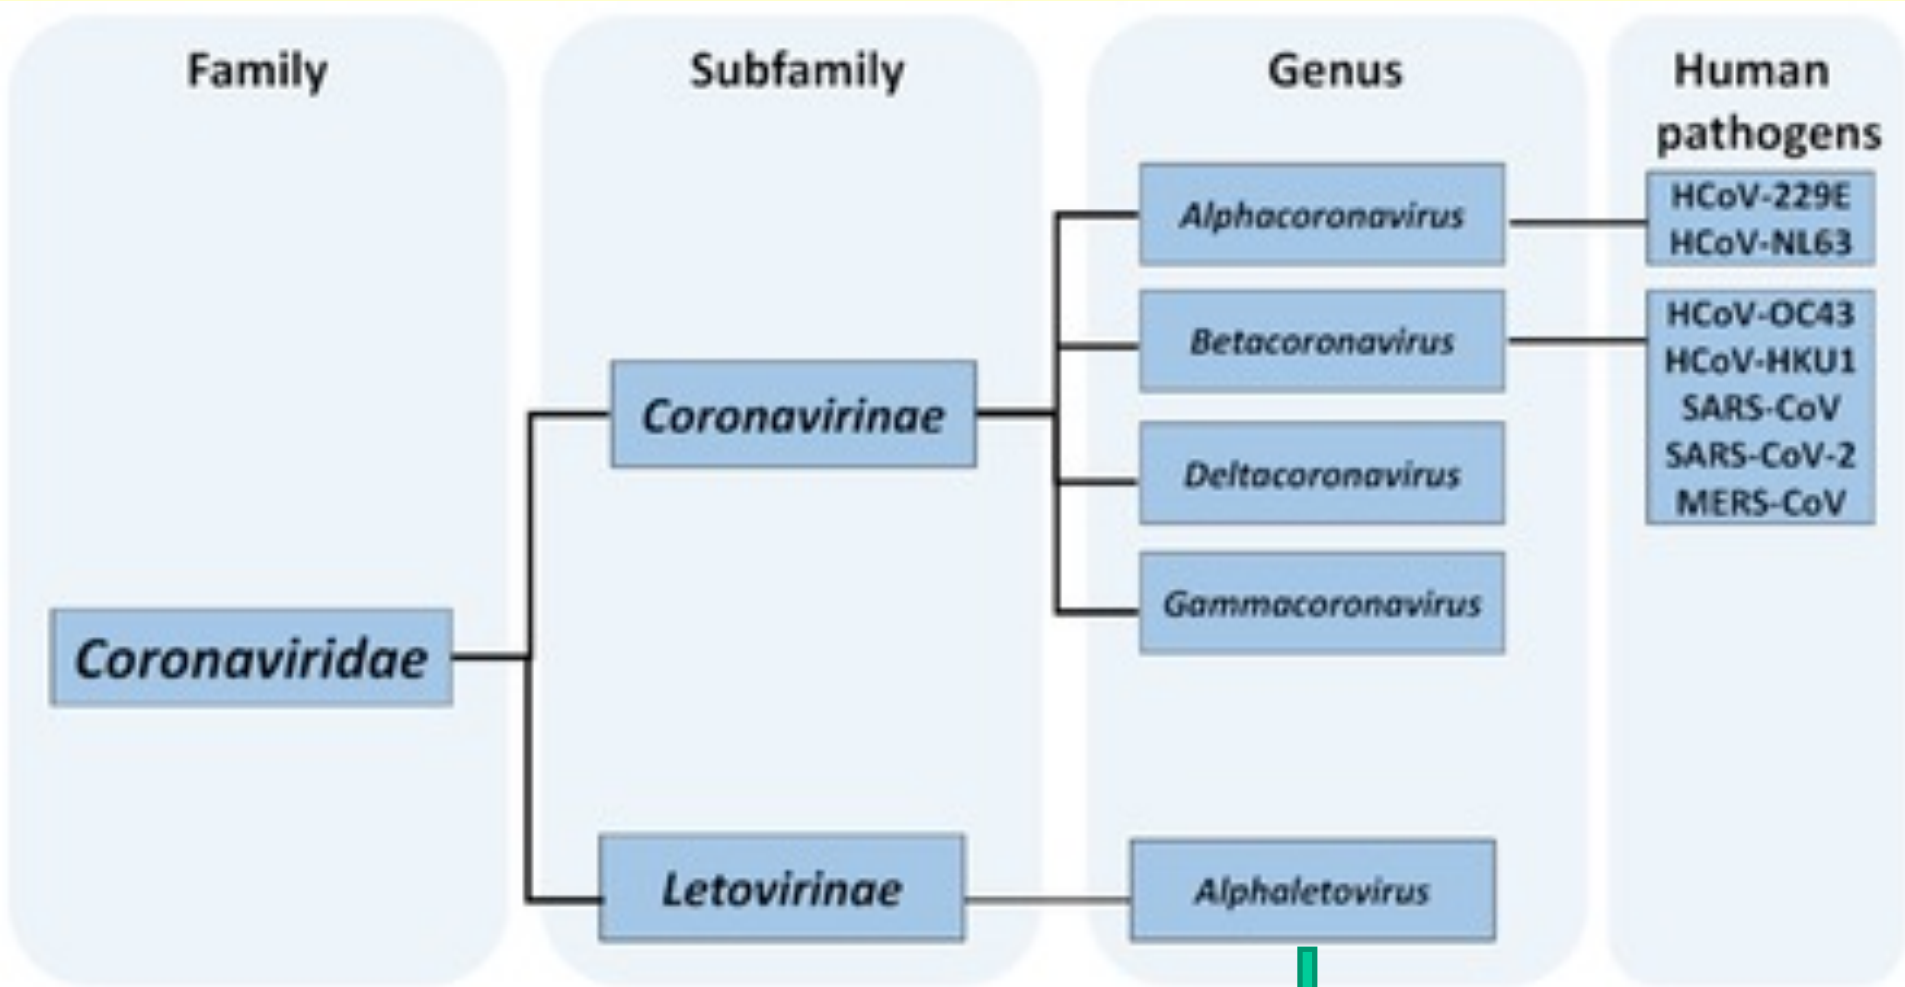 Family
Subfamily
Genus
Human
pathogens
Alphacoronavirus
HCoV-229E
HCoV-NL63
Betacoronavirus
HCoV-OC43
HCoV-HKU1
SARS-CoV
SARS-CoV-2
MERS-CoV
Coronavirinae
Deltacoronavirus
Gammacoronavirus
Coronaviridae
Letovirinae
Alphaletovirus